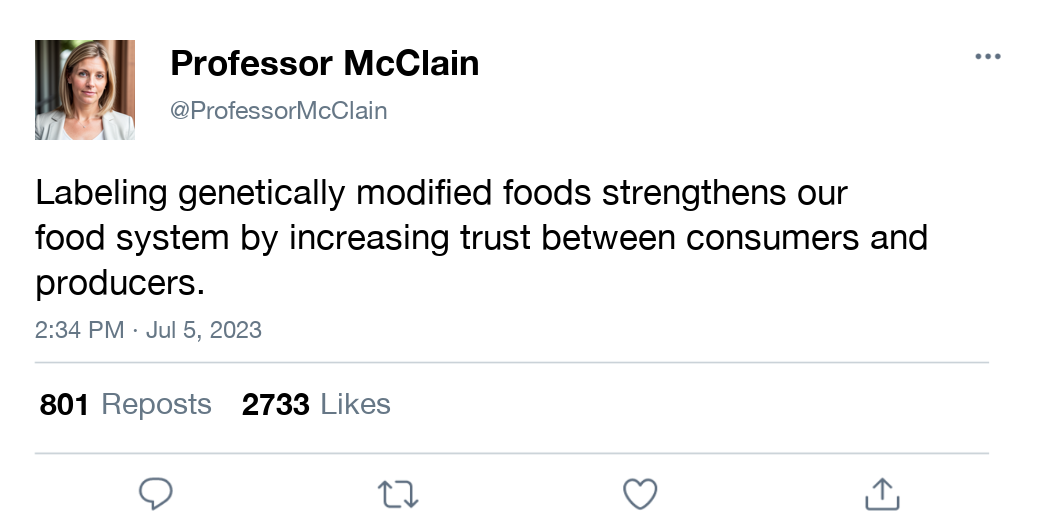 Professor McClain
@ProfessorMcClain
Labeling genetically modified foods strengthens our
food system by increasing trust between consumers and
producers.
2:34 PM · Jul 5, 2023
801 Reposts 2733 Likes